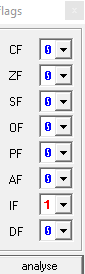 flags
CF 0
ZF 0
SF 0
OF 0
PF 0
AF 0
IF 1
DF 0
analyse